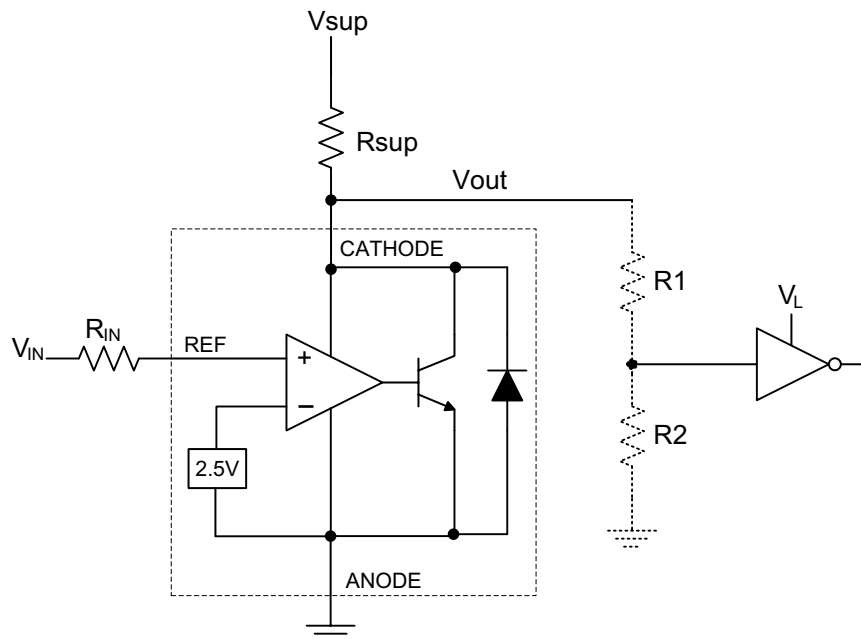 Vsup
Rsup
Vout
CATHODE
R1
VL
RIN
VIN
REF
+
−
2.5V
R2
ANODE